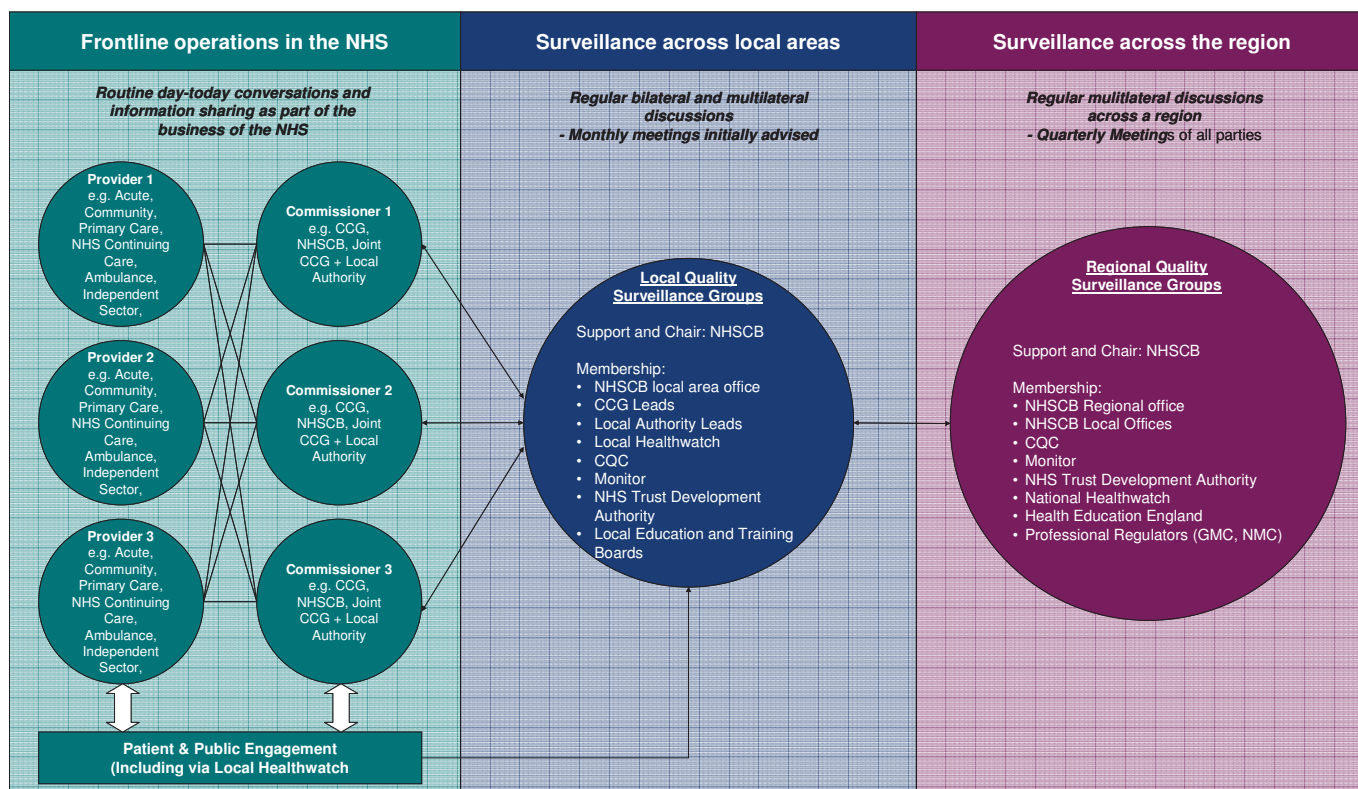 Frontline operations in the NHS
Surveillance across local areas
Surveillance across the region
Routine day-today conversations and
information sharing as part of the
business of the NHS
Regular bilateral and multilateral
discussions
- Monthly meetings initially advised
Regular mulitlateral discussions
across a region
- Quarterly Meetings of all parties
Provider 1
e.g. Acute,
Community,
Primary Care,
NHS Continuing
Care,
Ambulance,
Independent
Sector,
Commissioner 1
e.g. CCG,
NHSCB, Joint
CCG + Local
Authority
Provider 2
e.g. Acute,
Community,
Primary Care,
NHS Continuing
Care,
Ambulance,
Independent
Sector,
Commissioner 2
e.g. CCG,
NHSCB, Joint
CCG + Local
Authority
Provider 3
e.g. Acute,
Community,
Primary Care,
NHS Continuing
Care,
Ambulance,
Independent
Sector,
Commissioner 3
e.g. CCG,
NHSCB, Joint
CCG + Local
Authority
Patient & Public Engagement
(Including via Local Healthwatch
Local Quality
Surveillance Groups
Support and Chair: NHSCB
Membership:
• NHSCB local area office
• CCG Leads
• Local Authority Leads
• Local Healthwatch
• CQC
• Monitor
• NHS Trust Development
Authority
• Local Education and Training
Boards
Regional Quality
Surveillance Groups
Support and Chair: NHSCB
Membership:
• NHSCB Regional office
• NHSCB Local Offices
• CQC
• Monitor
• NHS Trust Development Authority
• National Healthwatch
• Health Education England
• Professional Regulators (GMC, NMC)